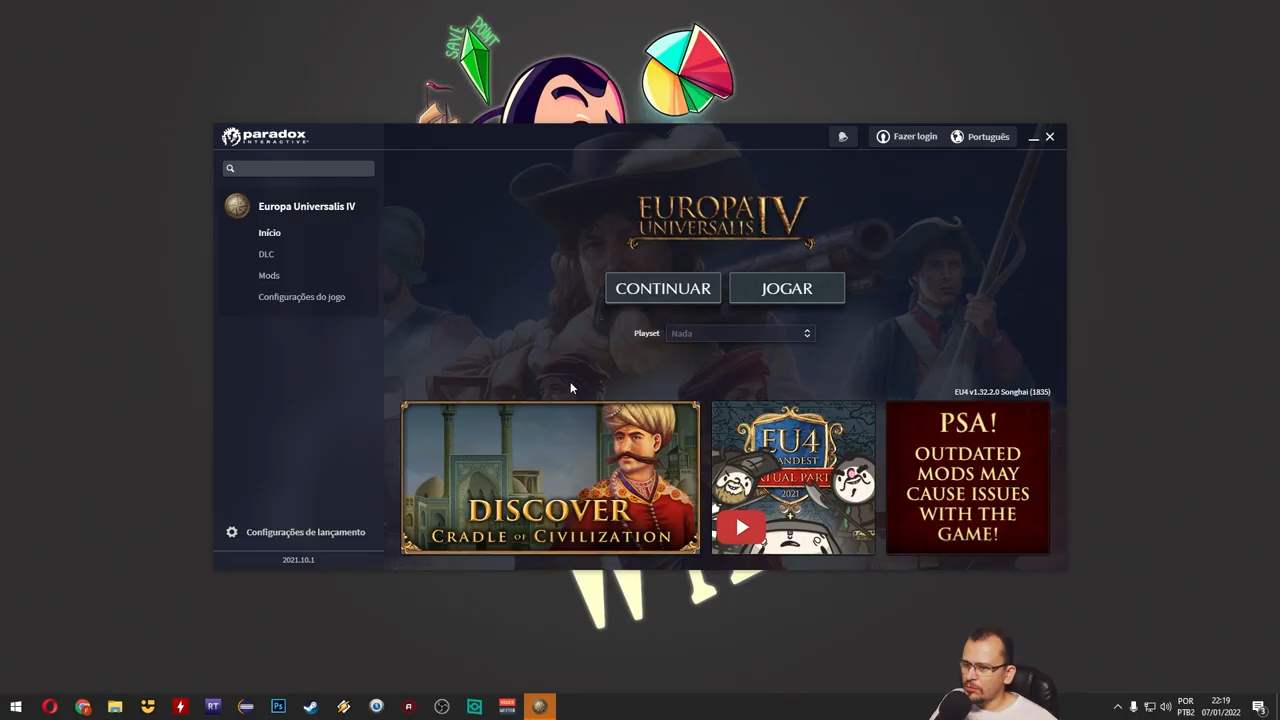 SAVE POINT
paradox
INTERACTIVE
Fazer login
Português
Europa Universalis IV
Início
DLC
Mods
Configurações do jogo
EUROPA
UNIVERSALIS IV
CONTINUAR
JOGAR
Playset
Nada
EU4 v1.32.2.0 Songhai (1835)
DISCOVER
CRADLE OF CIVILIZATION
EU4
2021
PSA!
OUTDATED
MODS MAY
CAUSE ISSUES
WITH THE
GAME!
Configurações de lançamento
2021.10.1
RT
Ps
POR
PTB2
22:19
07/01/2022